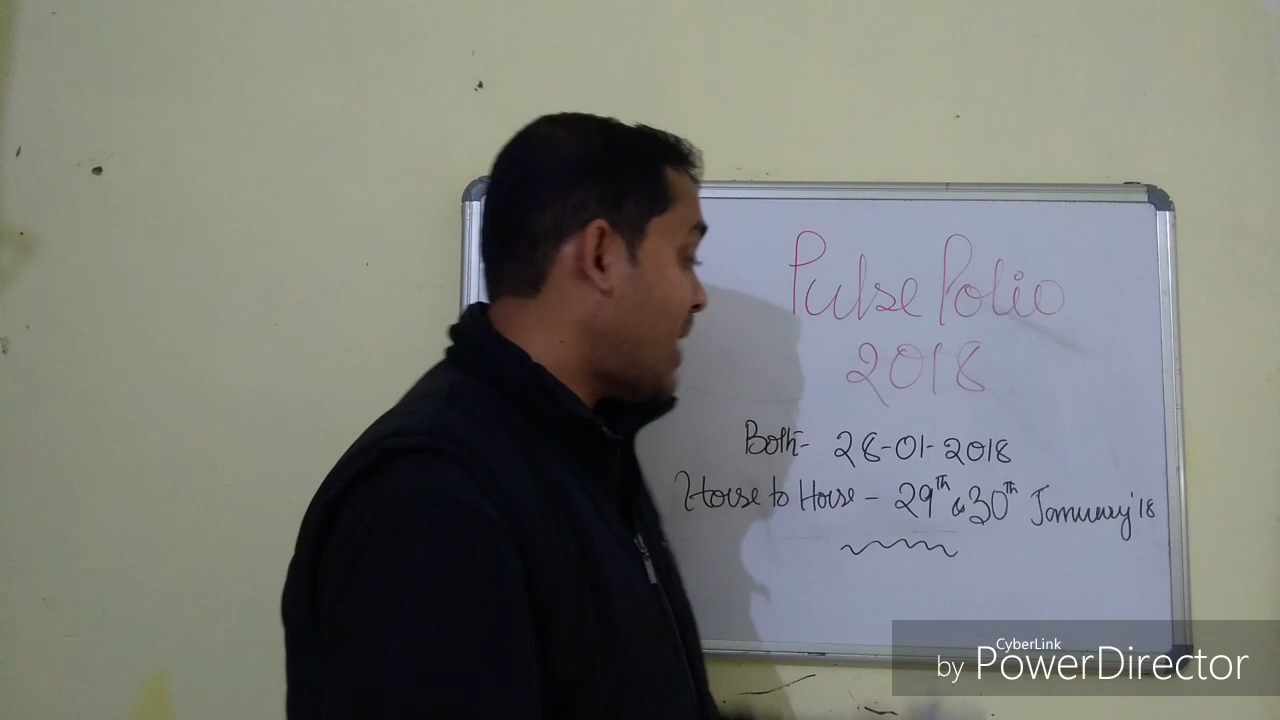 Pulse Polio
2018
Both- 28-01-2018
House to House - 29th & 30th January'18
CyberLink
by PowerDirector